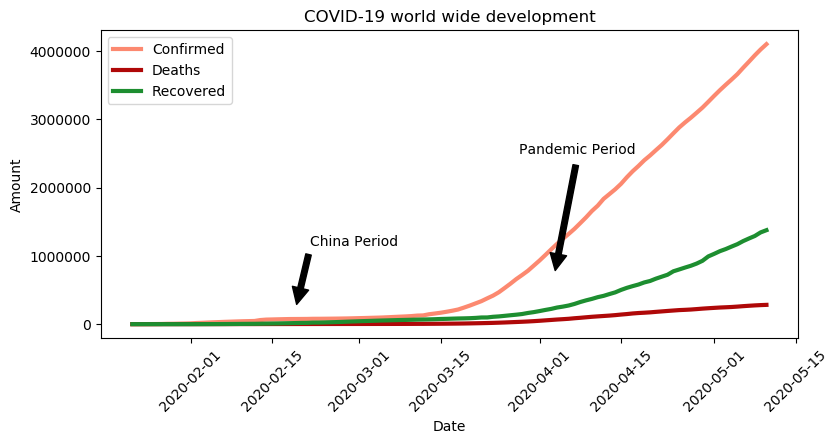 COVID-19 world wide development
Confirmed
Deaths
Recovered
4000000
3000000
2000000
1000000
0
Amount
Pandemic Period
China Period
2020-02-01
2020-02-15
2020-03-01
2020-03-15
2020-04-01
2020-04-15
2020-05-01
2020-05-15
Date